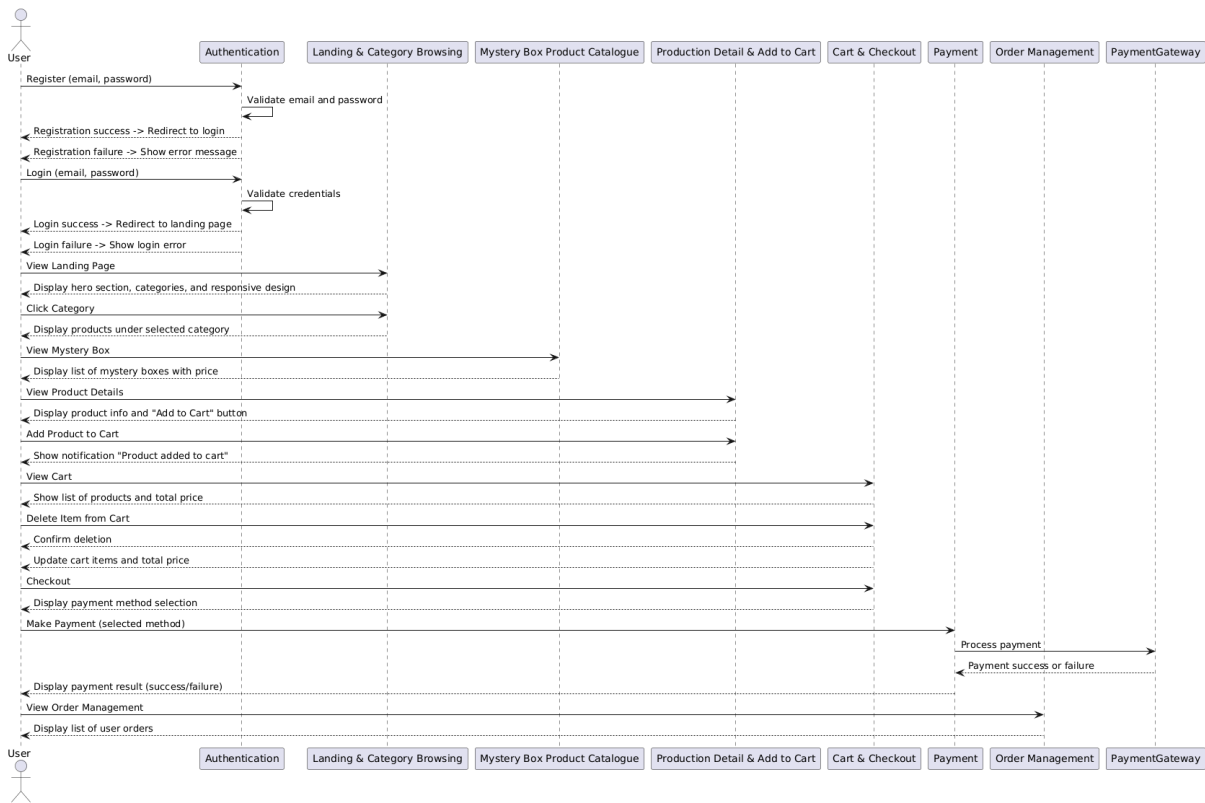 User
Authentication
Landing & Category Browsing
Mystery Box Product Catalogue
Production Detail & Add to Cart
Cart & Checkout
Payment
Order Management
PaymentGateway
Register (email, password)
Validate email and password
Registration success -> Redirect to login
Registration failure -> Show error message
Login (email, password)
Validate credentials
Login success -> Redirect to landing page
Login failure -> Show login error
View Landing Page
Display hero section, categories, and responsive design
Click Category
Display products under selected category
View Mystery Box
Display list of mystery boxes with price
View Product Details
Display product info and "Add to Cart" button
Add Product to Cart
Show notification "Product added to cart"
View Cart
Show list of products and total price
Delete Item from Cart
Confirm deletion
Update cart items and total price
Checkout
Display payment method selection
Make Payment (selected method)
Process payment
Payment success or failure
Display payment result (success/failure)
View Order Management
Display list of user orders
User
Authentication
Landing & Category Browsing
Mystery Box Product Catalogue
Production Detail & Add to Cart
Cart & Checkout
Payment
Order Management
PaymentGateway